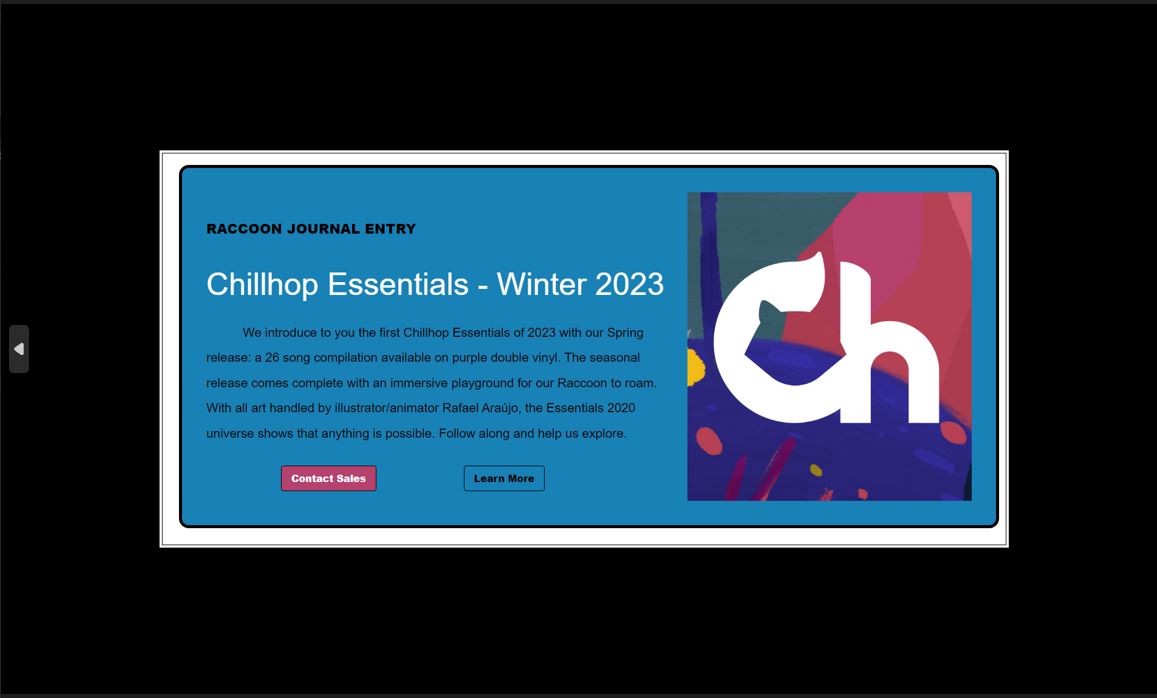 RACCOON JOURNAL ENTRY
Chillhop Essentials - Winter 2023
We introduce to you the first Chillhop Essentials of 2023 with our Spring
release: a 26 song compilation available on purple double vinyl. The seasonal
release comes complete with an immersive playground for our Raccoon to roam.
With all art handled by illustrator/animator Rafael Araújo, the Essentials 2020
universe shows that anything is possible. Follow along and help us explore.
Contact Sales
Learn More
Ch